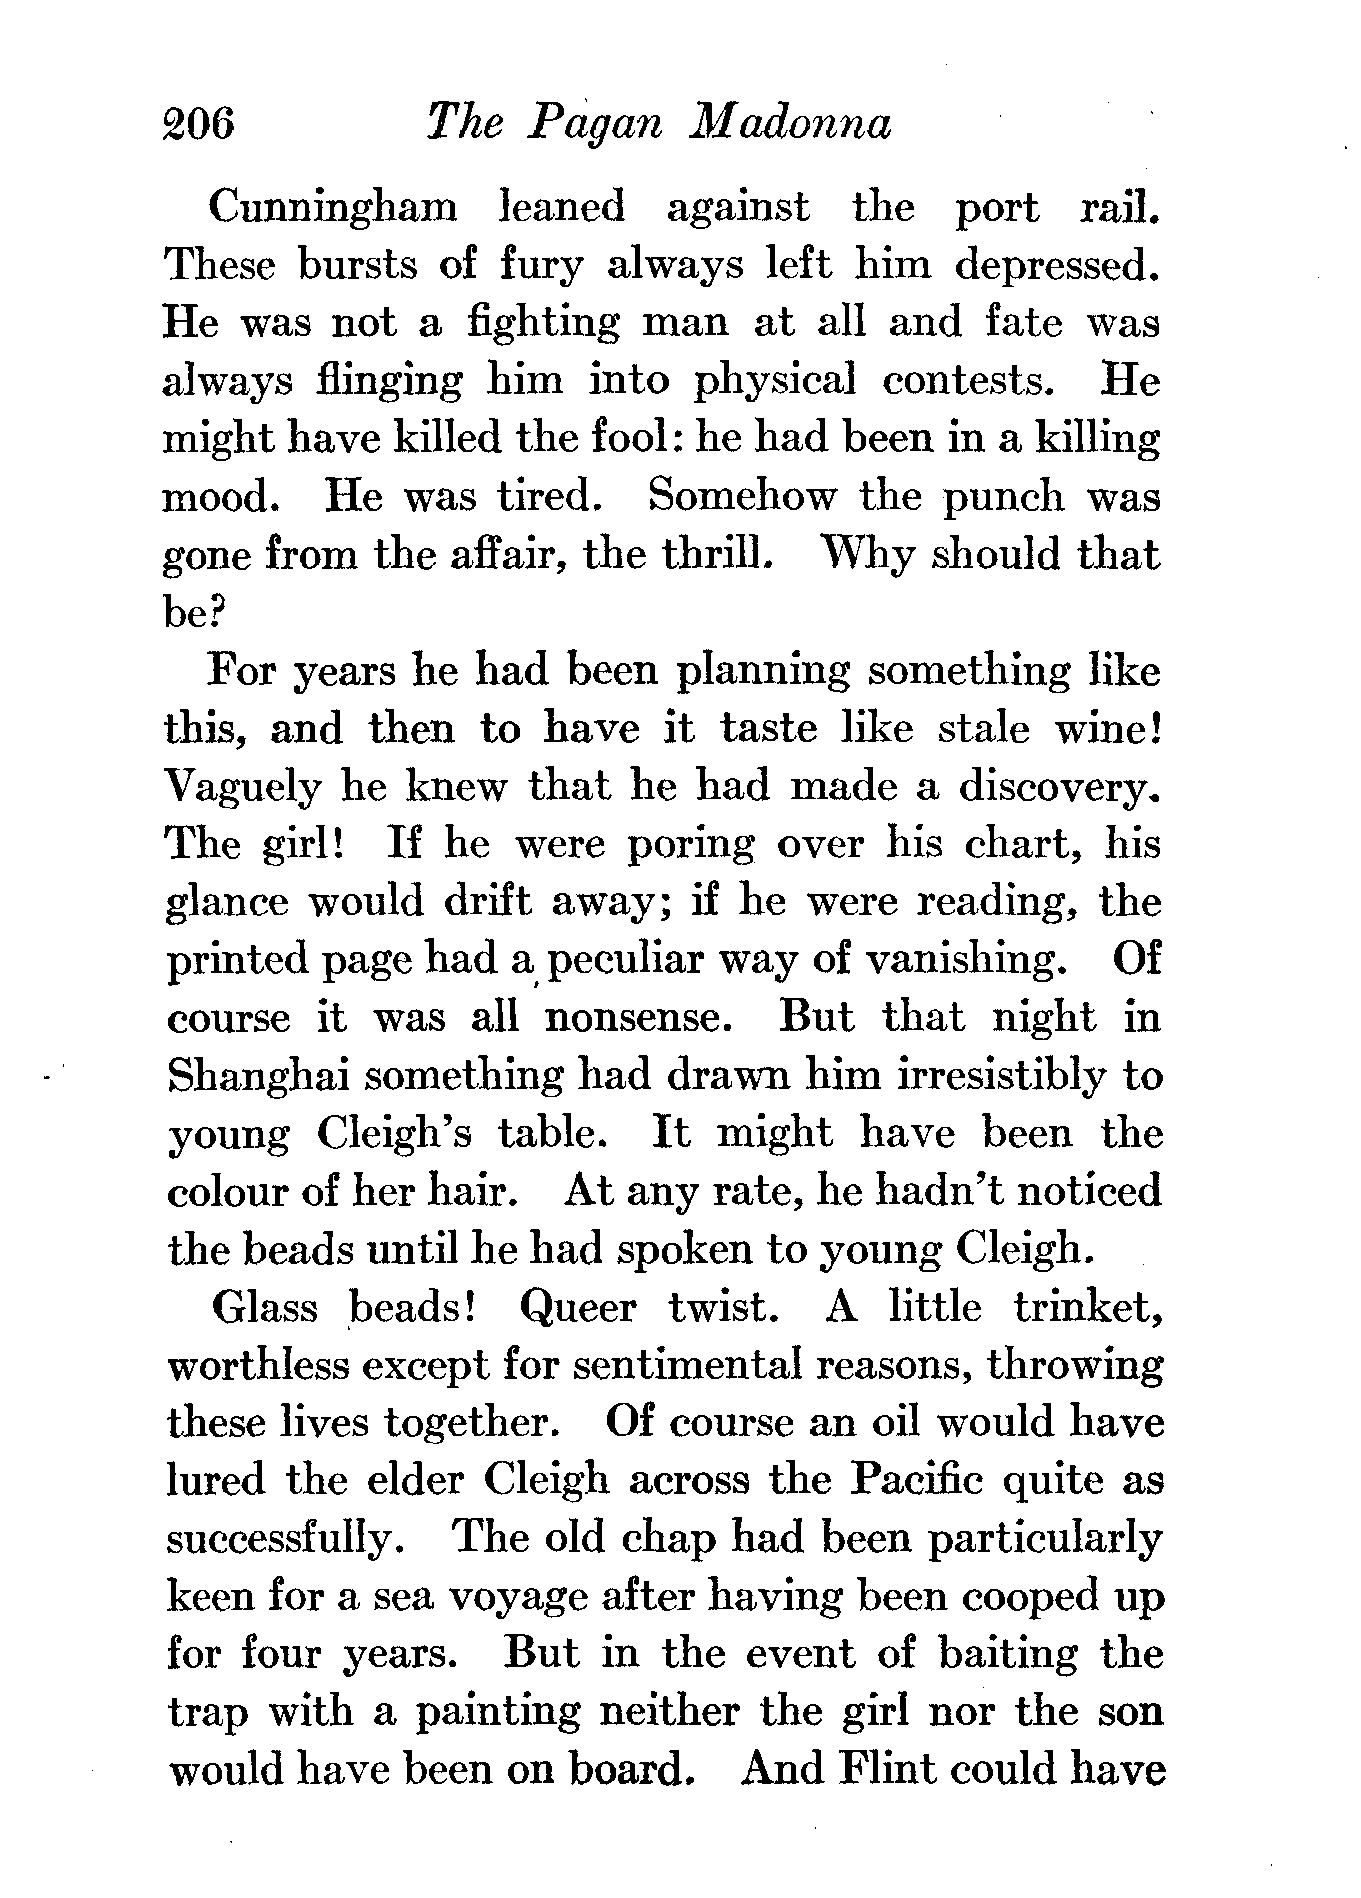 206 The Pagan Madonna
Cunningham leaned against the port rail.
These bursts of fury always left him depressed.
He was not a fighting man at all and fate was
always flinging him into physical contests. He
might have killed the fool: he had been in a killing
mood. He was tired. Somehow the punch was
gone from the affair, the thrill. Why should that
be?
For years he had been planning something like
this, and then to have it taste like stale wine!
Vaguely he knew that he had made a discovery.
The girl! If he were poring over his chart, his
glance would drift away; if he were reading, the
printed page had a peculiar way of vanishing. Of
course it was all nonsense. But that night in
Shanghai something had drawn him irresistibly to
young Cleigh's table. It might have been the
colour of her hair. At any rate, he hadn't noticed
the beads until he had spoken to young Cleigh.
Glass beads! Queer twist. A little trinket,
worthless except for sentimental reasons, throwing
these lives together. Of course an oil would have
lured the elder Cleigh across the Pacific quite as
successfully. The old chap had been particularly
keen for a sea voyage after having been cooped up
for four years. But in the event of baiting the
trap with a painting neither the girl nor the son
would have been on board. And Flint could have